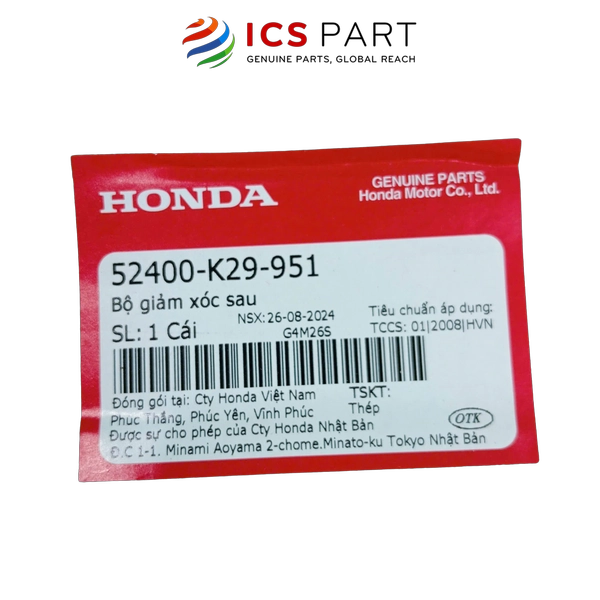 ICS PART
GENUINE PARTS, GLOBAL REACH
HONDA
GENUINE PARTS
Honda Motor Co., Ltd.
52400-K29-951
Bộ giảm xóc sau
SL: 1 Cái
NSX: 26-08-2024
G4M26S
Tiêu chuẩn áp dụng:
TCCS: 01|2008|HVN
Đóng gói tại: Cty Honda Việt Nam
Phúc Thắng, Phúc Yên, Vĩnh Phúc
TSKT:
Thép
Được sự cho phép của Cty Honda Nhật Bản
Đ.C 1-1. Minami Aoyama 2-chome.Minato-ku Tokyo Nhật Bản
OTK